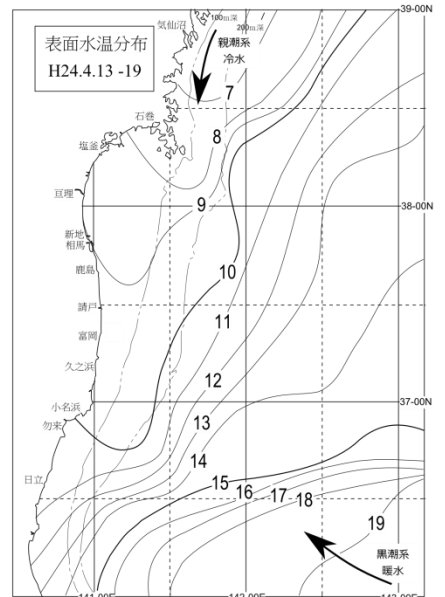 表面水温分布
H24.4.13 -19
39-00N
気仙沼
100m深
200m深
親潮系
冷水
7
石巻
8
塩釜
亘理
9
38-00N
新地
相馬
鹿島
10
請戸
11
富岡
久之浜
12
37-00N
小名浜
13
勿来
14
日立
15
16
17
18
19
黒潮系
暖水